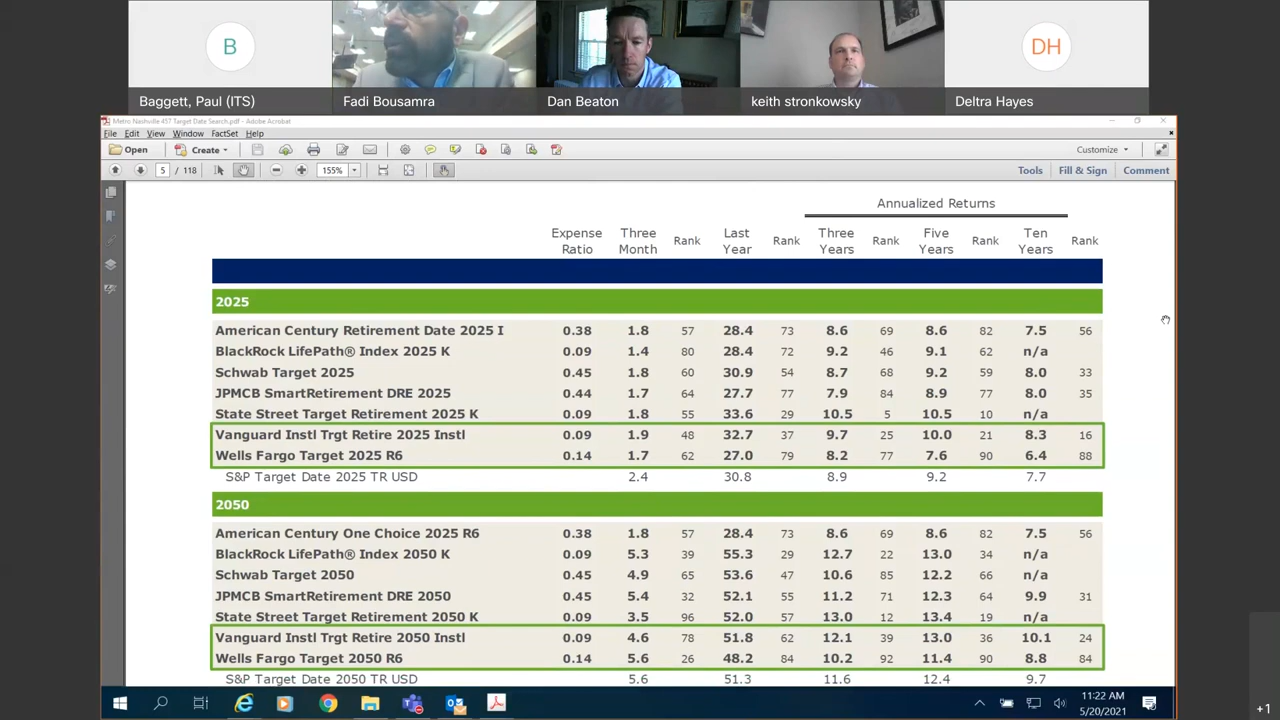 B
DH
Baggett, Paul (ITS)
Fadi Bousamra
Dan Beaton
keith stronkowsky
Deltra Hayes
Metro Nashville 457 Target Date Search.pdf - Adobe Acrobat
File Edit View Window FactSet Help
Open Create Customize
5 / 118 155% Tools Fill & Sign Comment
Annualized Returns
Expense Ratio Three Month Rank Last Year Rank Three Years Rank Five Years Rank Ten Years Rank
2025
American Century Retirement Date 2025 I 0.38 1.8 57 28.4 73 8.6 69 8.6 82 7.5 56
BlackRock LifePath® Index 2025 K 0.09 1.4 80 28.4 72 9.2 46 9.1 62 n/a
Schwab Target 2025 0.45 1.8 60 30.9 54 8.7 68 9.2 59 8.0 33
JPMCB SmartRetirement DRE 2025 0.44 1.7 64 27.7 77 7.9 84 8.9 77 8.0 35
State Street Target Retirement 2025 K 0.09 1.8 55 33.6 29 10.5 5 10.5 10 n/a
Vanguard Instl Trgt Retire 2025 Instl 0.09 1.9 48 32.7 37 9.7 25 10.0 21 8.3 16
Wells Fargo Target 2025 R6 0.14 1.7 62 27.0 79 8.2 77 7.6 90 6.4 88
S&P Target Date 2025 TR USD 2.4 30.8 8.9 9.2 7.7
2050
American Century One Choice 2025 R6 0.38 1.8 57 28.4 73 8.6 69 8.6 82 7.5 56
BlackRock LifePath® Index 2050 K 0.09 5.3 39 55.3 29 12.7 22 13.0 34 n/a
Schwab Target 2050 0.45 4.9 65 53.6 47 10.6 85 12.2 66 n/a
JPMCB SmartRetirement DRE 2050 0.45 5.4 32 52.1 55 11.2 71 12.3 64 9.9 31
State Street Target Retirement 2050 K 0.09 3.5 96 52.0 57 13.0 12 13.4 19 n/a
Vanguard Instl Trgt Retire 2050 Instl 0.09 4.6 78 51.8 62 12.1 39 13.0 36 10.1 24
Wells Fargo Target 2050 R6 0.14 5.6 26 48.2 84 10.2 92 11.4 90 8.8 84
S&P Target Date 2050 TR USD 5.6 51.3 11.6 12.4 9.7
11:22 AM
5/20/2021
+1